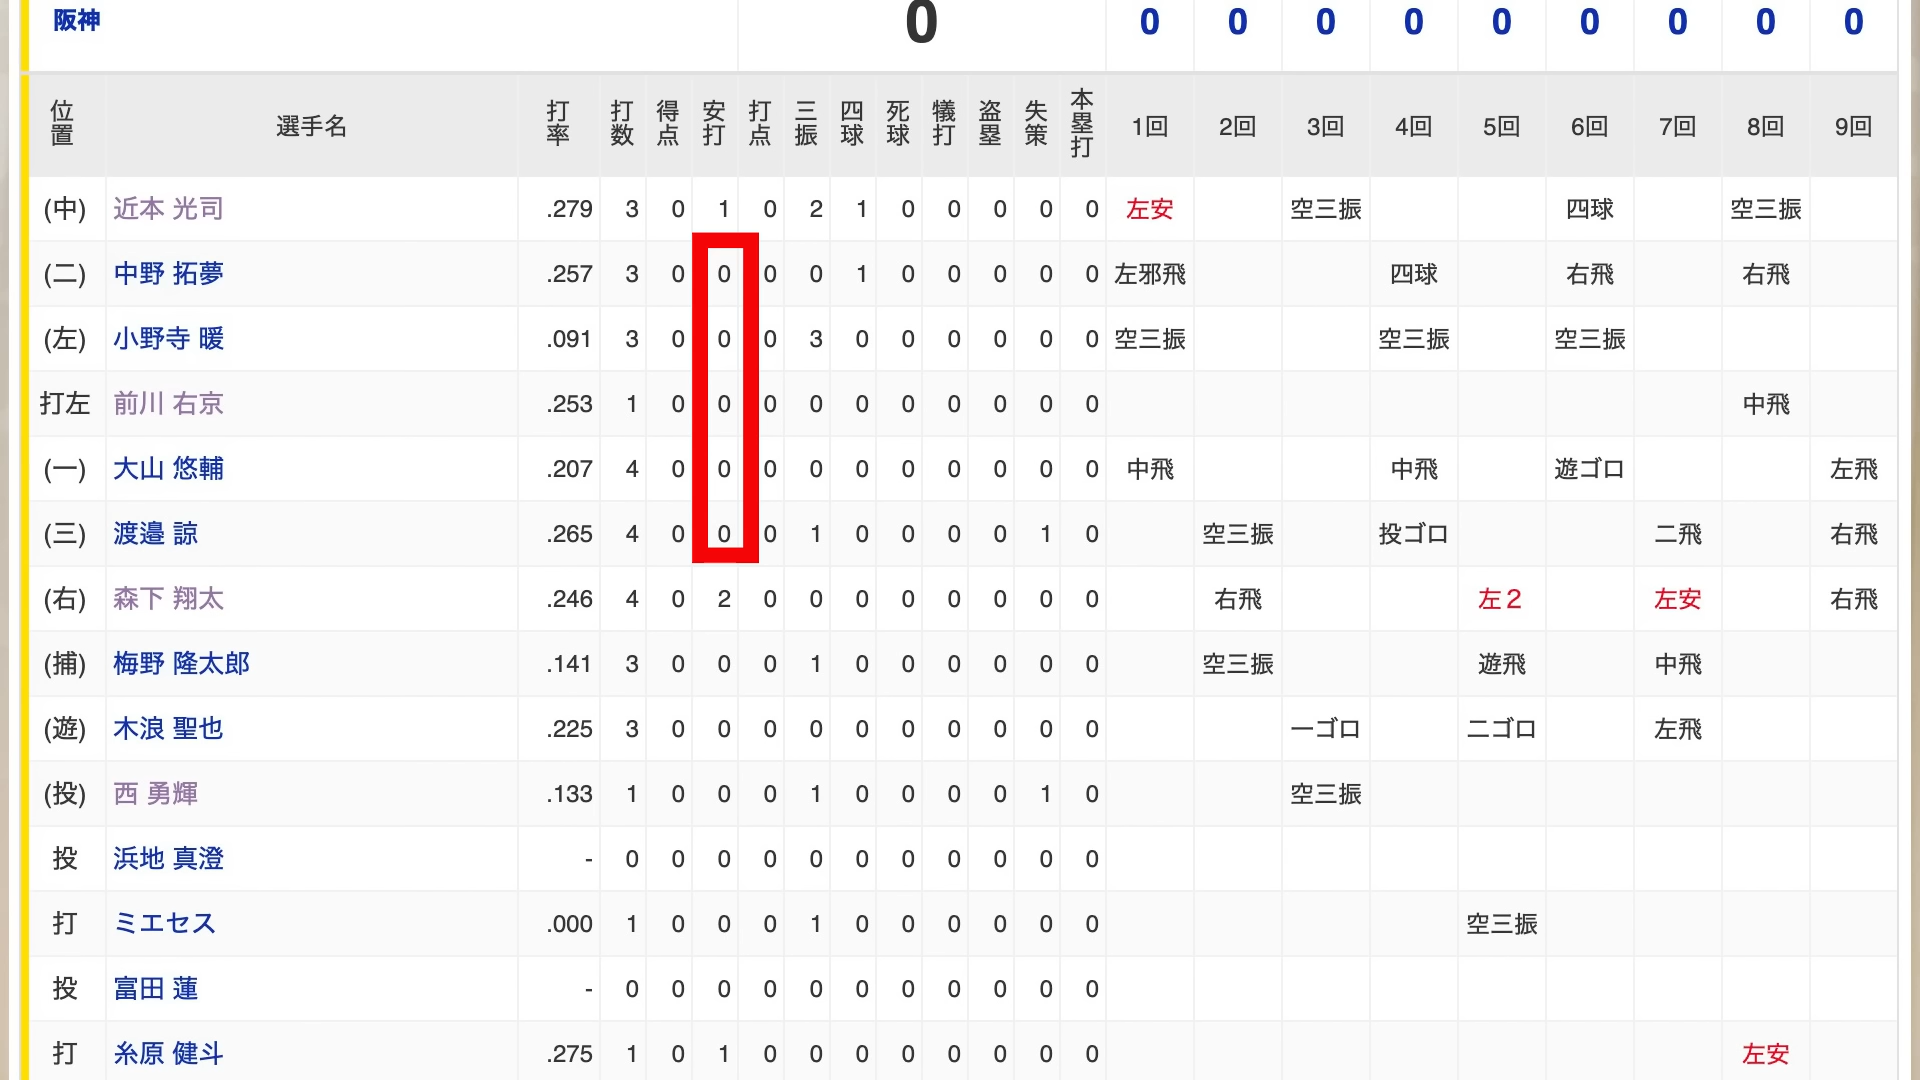 阪神 0 0 0 0 0 0 0 0 0 0
位置 選手名 打率 打数 得点 安打 打点 三振 四球 死球 犠打 盗塁 失策 本塁打 1回 2回 3回 4回 5回 6回 7回 8回 9回
(中) 近本 光司 .279 3 0 1 0 2 1 0 0 0 0 0 左安 空三振 四球 空三振
(二) 中野 拓夢 .257 3 0 0 0 0 1 0 0 0 0 0 左邪飛 四球 右飛 右飛
(左) 小野寺 暖 .091 3 0 0 0 3 0 0 0 0 0 0 空三振 空三振 空三振
打左 前川 右京 .253 1 0 0 0 0 0 0 0 0 0 0 中飛
(一) 大山 悠輔 .207 4 0 0 0 0 0 0 0 0 0 0 中飛 中飛 遊ゴロ 左飛
(三) 渡邉 諒 .265 4 0 0 0 1 0 0 0 0 1 0 空三振 投ゴロ 二飛 右飛
(右) 森下 翔太 .246 4 0 2 0 0 0 0 0 0 0 0 右飛 左２ 左安 右飛
(捕) 梅野 隆太郎 .141 3 0 0 0 1 0 0 0 0 0 0 空三振 遊飛 中飛
(遊) 木浪 聖也 .225 3 0 0 0 0 0 0 0 0 0 0 一ゴロ 二ゴロ 左飛
(投) 西 勇輝 .133 1 0 0 0 1 0 0 0 0 1 0 空三振
投 浜地 真澄 - 0 0 0 0 0 0 0 0 0 0 0
打 ミエセス .000 1 0 0 0 1 0 0 0 0 0 0 空三振
投 富田 蓮 - 0 0 0 0 0 0 0 0 0 0 0
打 糸原 健斗 .275 1 0 1 0 0 0 0 0 0 0 0 左安